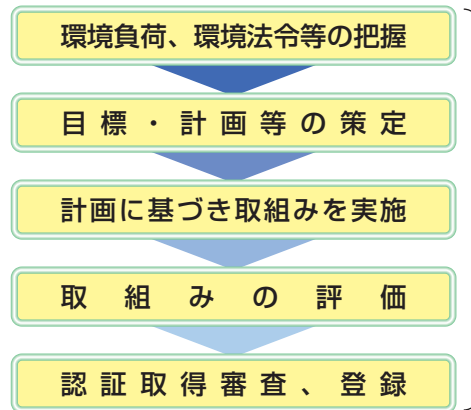 環境負荷、環境法令等の把握
目標・計画等の策定
計画に基づき取組みを実施
取組みの評価
認証取得審査、登録